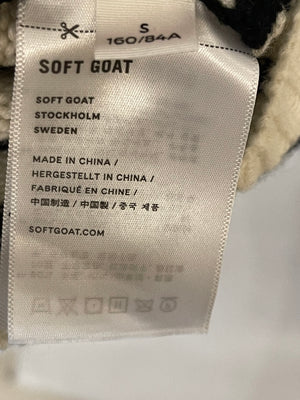 S
160/84A
SOFT GOAT
SOFT GOAT
STOCKHOLM
SWEDEN
MADE IN CHINA /
HERGESTELLT IN CHINA /
FABRIQUÉ EN CHINE /
中国制造 / 中国製 / 중국 제품
SOFTGOAT.COM